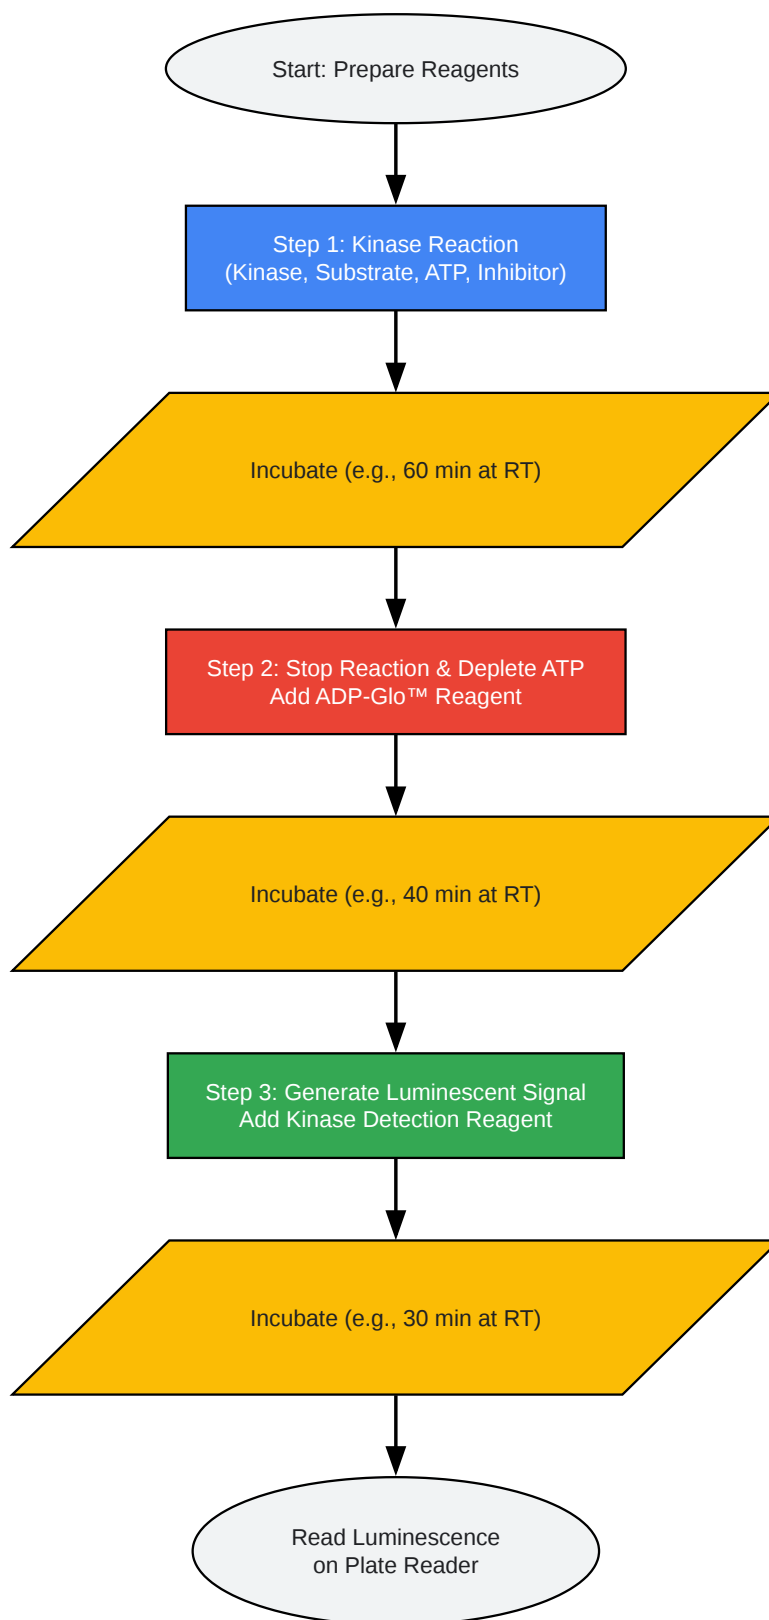 Start: Prepare Reagents
Step 1: Kinase Reaction
(Kinase, Substrate, ATP, Inhibitor)
Incubate (e.g., 60 min at RT)
Step 2: Stop Reaction & Deplete ATP
Add ADP-Glo™ Reagent
Incubate (e.g., 40 min at RT)
Step 3: Generate Luminescent Signal
Add Kinase Detection Reagent
Incubate (e.g., 30 min at RT)
Read Luminescence
on Plate Reader